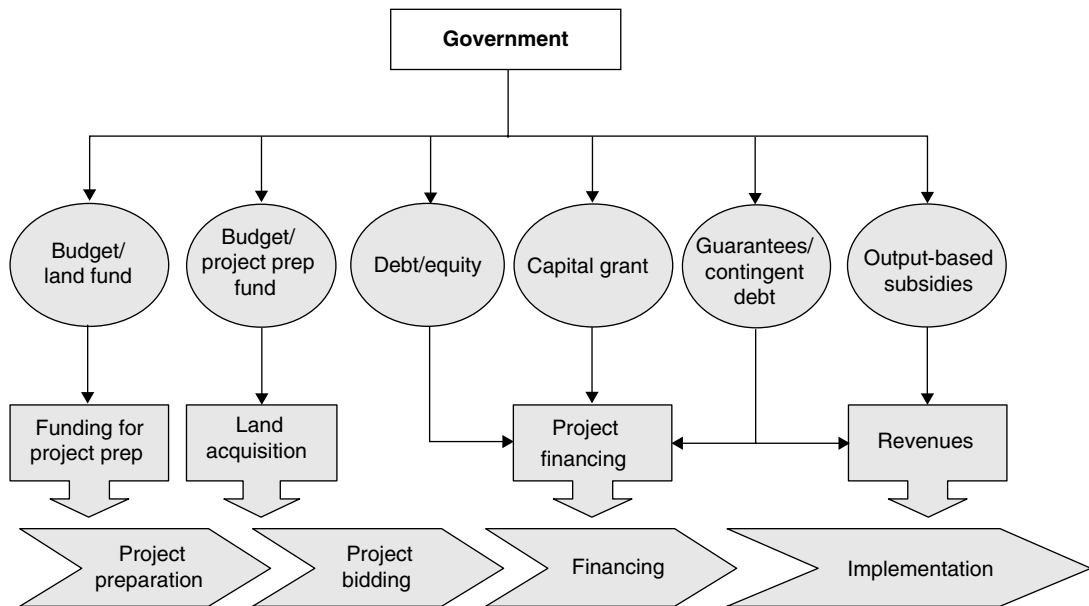 Government
Budget/
land fund
Budget/
project prep
fund
Debt/equity
Capital grant
Guarantees/
contingent
debt
Output-based
subsidies
Funding for
project prep
Land
acquisition
Project
financing
Revenues
Project
preparation
Project
bidding
Financing
Implementation